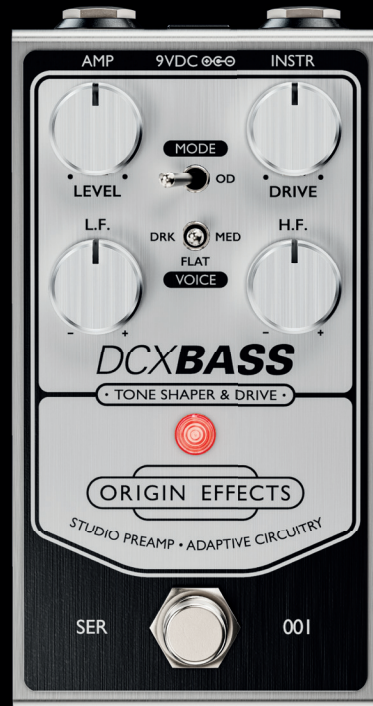 AMP 9VDC INSTR
MODE
OD
LEVEL DRIVE
L.F. H.F.
DRK MED
FLAT
VOICE
- + - +
DCXBASS
• TONE SHAPER & DRIVE •
ORIGIN EFFECTS
STUDIO PREAMP • ADAPTIVE CIRCUITRY
SER 001